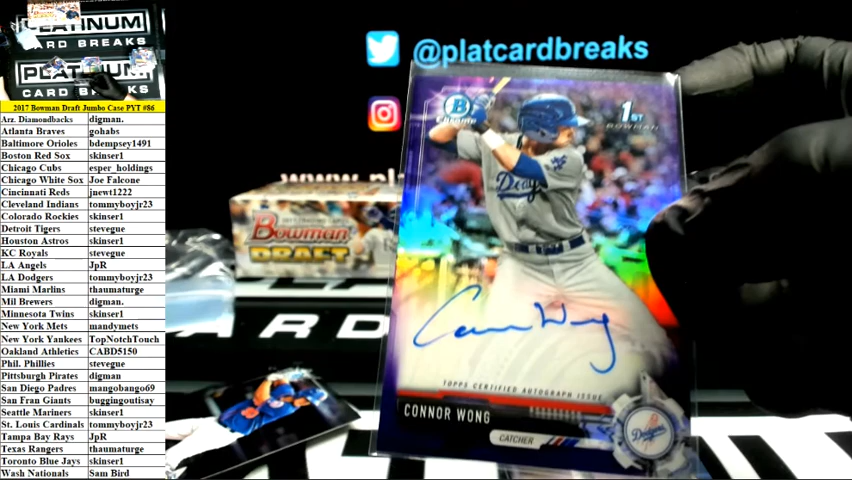 PLATINUM
CARD BREAKS
CARD BREAKS
2017 Bowman Draft Jumbo Case PYT #86
Arz. Diamondbacks digman.
Atlanta Braves gohabs
Baltimore Orioles bdempsey1491
Boston Red Sox skinser1
Chicago Cubs esper_holdings
Chicago White Sox Joe Falcone
Cincinnati Reds jnewt1222
Cleveland Indians tommyboyjr23
Colorado Rockies skinser1
Detroit Tigers stevegue
Houston Astros skinser1
KC Royals stevegue
LA Angels JpR
LA Dodgers tommyboyjr23
Miami Marlins thaumaturge
Mil Brewers digman.
Minnesota Twins skinser1
New York Mets mandymets
New York Yankees TopNotchTouch
Oakland Athletics CABD5150
Phil. Phillies stevegue
Pittsburgh Pirates digman
San Diego Padres mangobango69
San Fran Giants buggingoutisay
Seattle Mariners skinser1
St. Louis Cardinals tommyboyjr23
Tampa Bay Rays JpR
Texas Rangers thaumaturge
Toronto Blue Jays skinser1
Wash Nationals Sam Bird
@platcardbreaks
www.
Bowman
DRAFT
B
Chrome
1ST
BOWMAN
Connor Wong
TOPPS CERTIFIED AUTOGRAPH ISSUE
CONNOR WONG
CATCHER
Dodgers
ARD